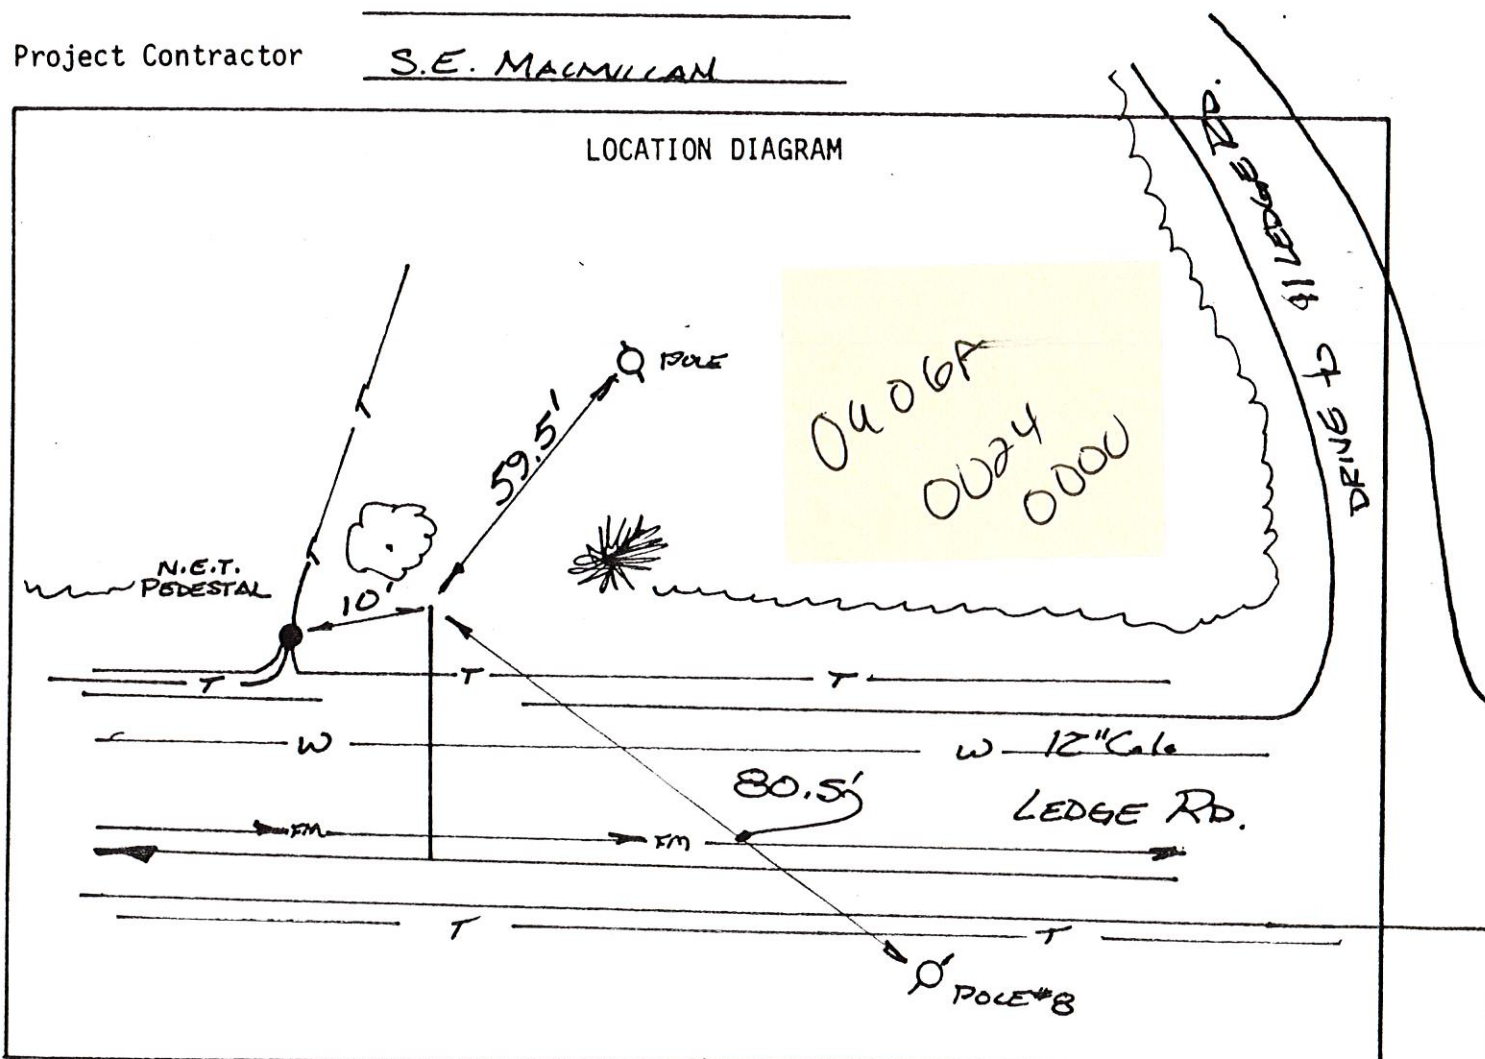 Project Contractor S.E. MACMILLAN
LOCATION DIAGRAM
DRIVE to 41 LEDGE RD.
POLE
59.5'
0406A
0024
0000
T
T
N.E.T.
PEDESTAL
10'
T T T
W W 12"C.I.
80.5'
LEDGE RD.
FM FM
T T
POLE #8